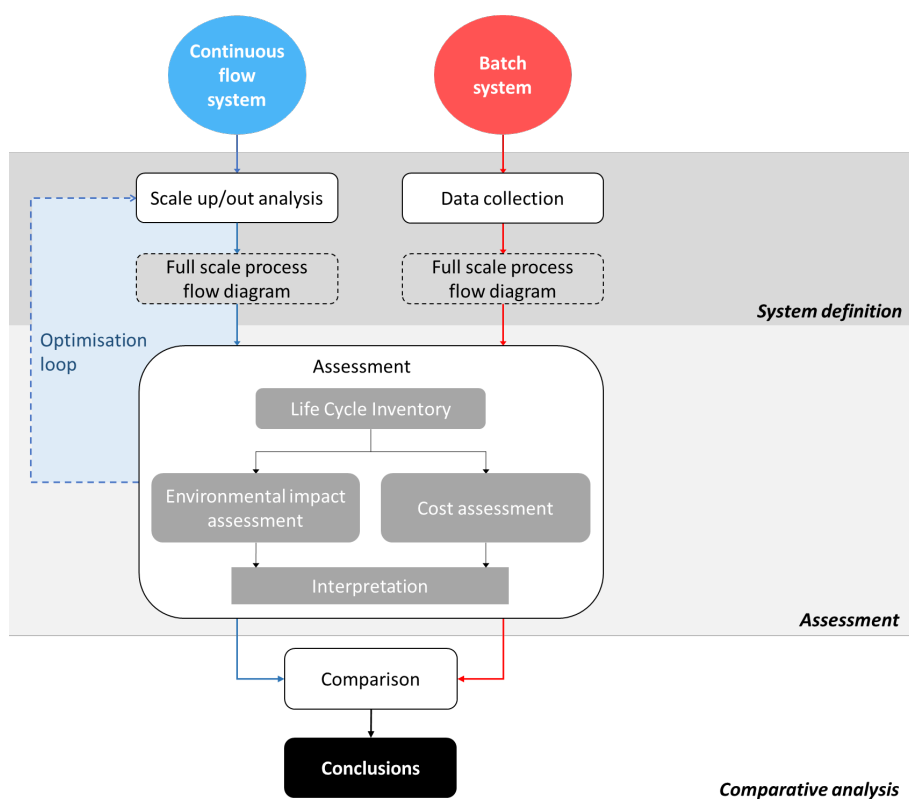 Continuous
flow
system
Batch
system
Scale up/out analysis
Data collection
Full scale process
flow diagram
Full scale process
flow diagram
System definition
Optimisation
loop
Assessment
Life Cycle Inventory
Environmental impact
assessment
Cost assessment
Interpretation
Assessment
Comparison
Conclusions
Comparative analysis